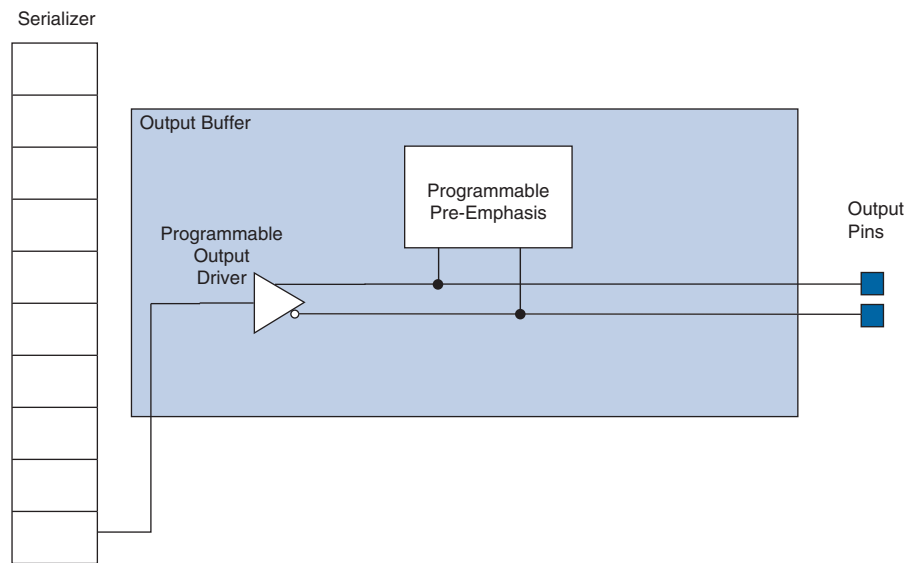 Serializer
Output Buffer
Programmable
Pre-Emphasis
Programmable
Output
Driver
Output
Pins